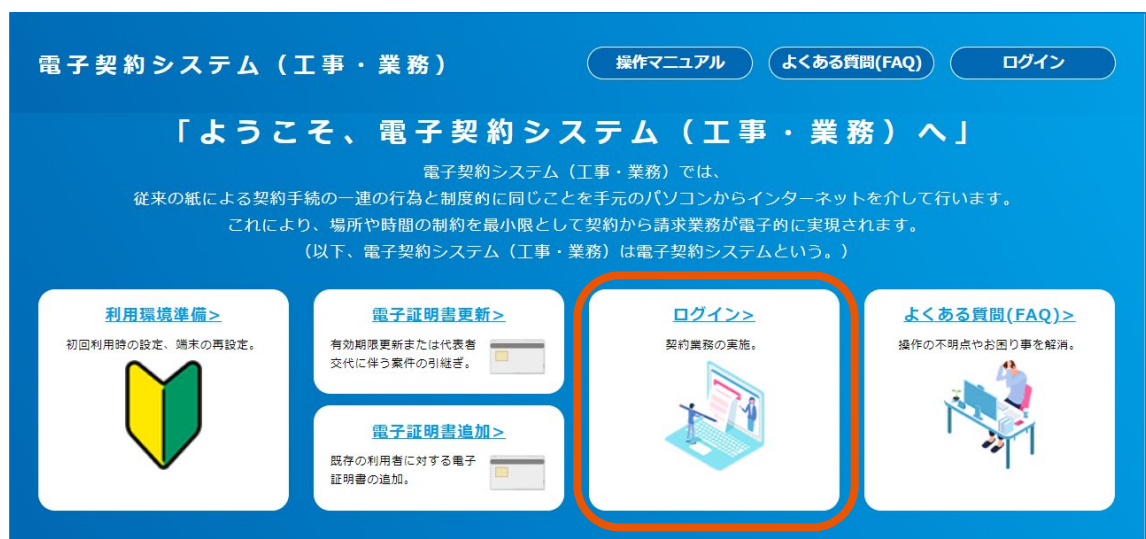 電子契約システム（工事・業務）
操作マニュアル
よくある質問(FAQ)
ログイン
「ようこそ、電子契約システム（工事・業務）へ」
電子契約システム（工事・業務）では、
従来の紙による契約手続の一連の行為と制度的に同じことを手元のパソコンからインターネットを介して行います。
これにより、場所や時間の制約を最小限として契約から請求業務が電子的に実現されます。
（以下、電子契約システム（工事・業務）は電子契約システムという。）
利用環境準備>
初回利用時の設定、端末の再設定。
電子証明書更新>
有効期限更新または代表者
交代に伴う案件の引継ぎ。
電子証明書追加>
既存の利用者に対する電子
証明書の追加。
ログイン>
契約業務の実施。
よくある質問(FAQ)>
操作の不明点やお困り事を解消。